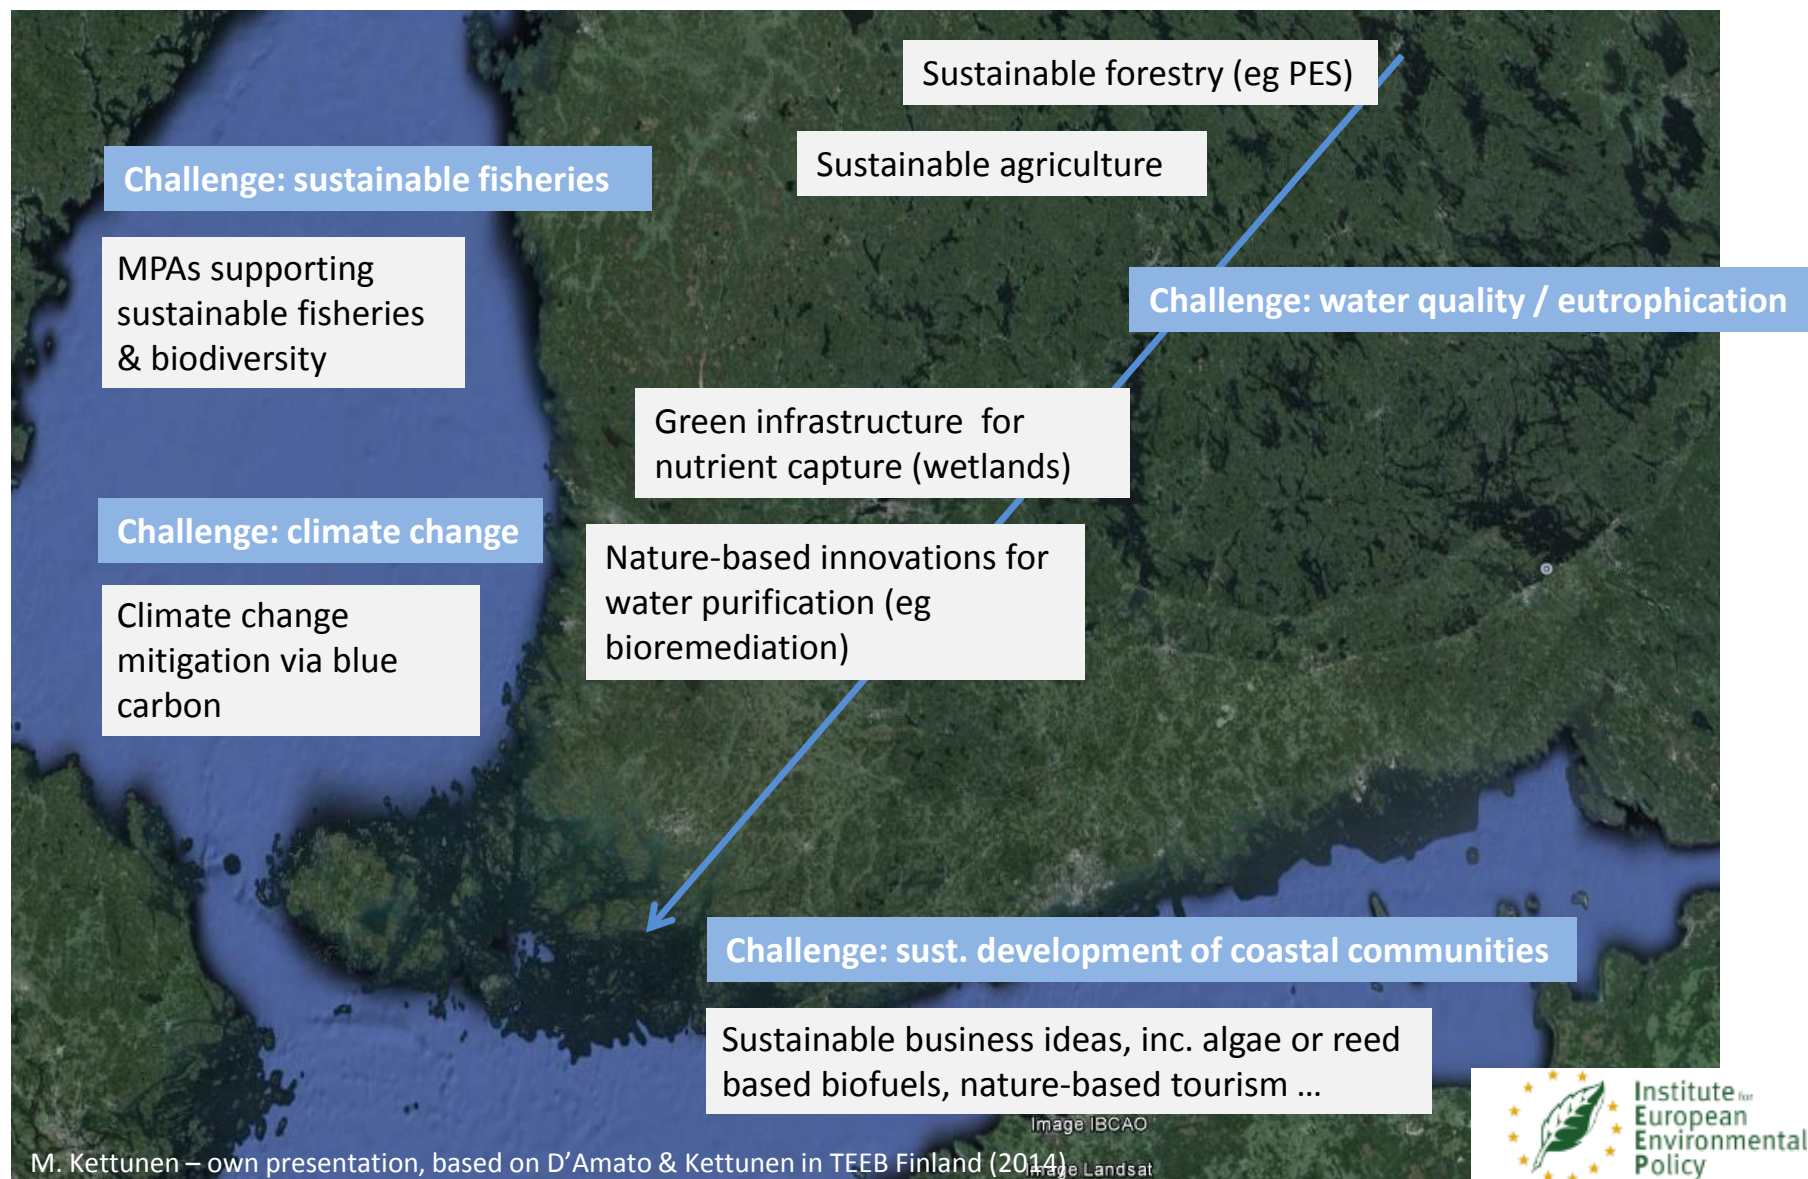 Sustainable forestry (eg PES)
Sustainable agriculture
Challenge: sustainable fisheries
MPAs supporting
sustainable fisheries
& biodiversity
Challenge: water quality / eutrophication
Green infrastructure  for
nutrient capture (wetlands)
Challenge: climate change
Nature-based innovations for
water purification (eg
bioremediation)
Climate change
mitigation via blue
carbon
Challenge: sust. development of coastal communities
Sustainable business ideas, inc. algae or reed
based biofuels, nature-based tourism ...
Image IBCAO
Image Landsat
M. Kettunen – own presentation, based on D'Amato & Kettunen in TEEB Finland (2014)
Institute for
European
Environmental
Policy